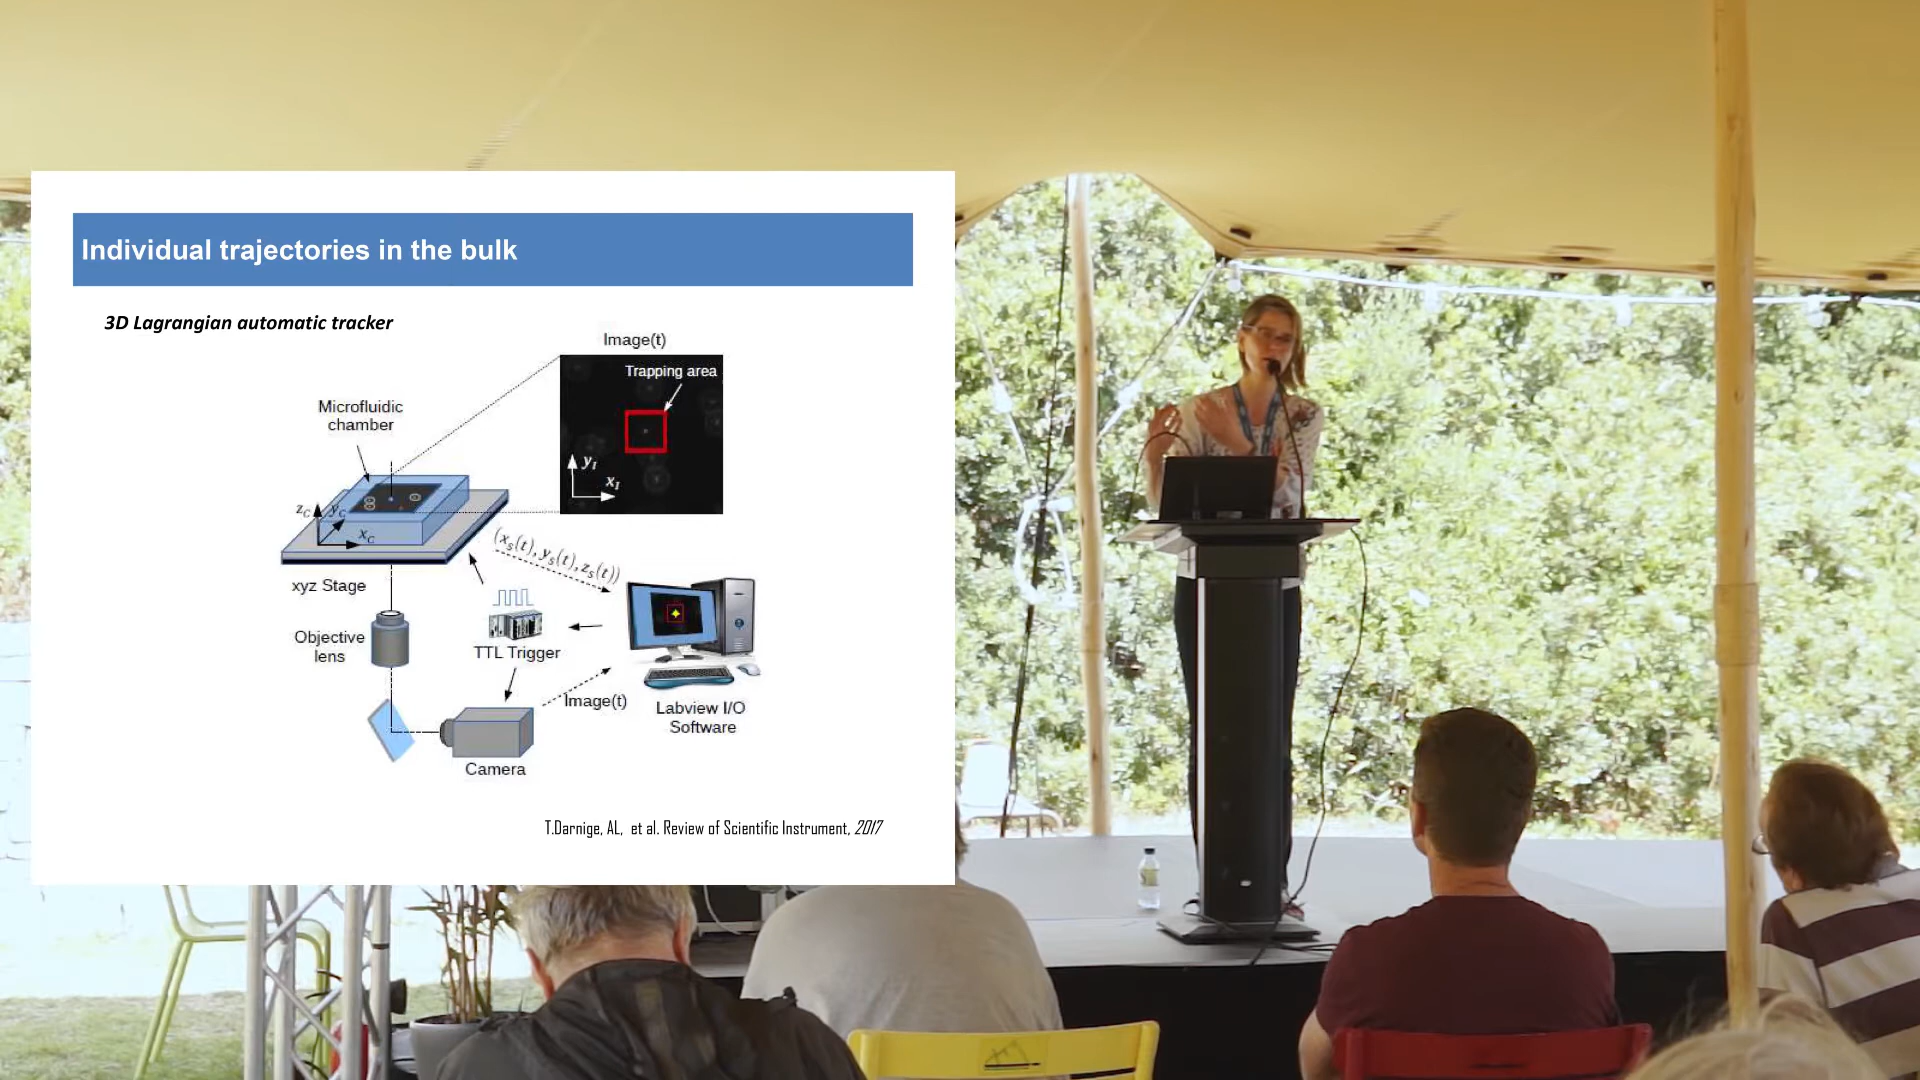 Individual trajectories in the bulk
3D Lagrangian automatic tracker
Image(t)
Trapping area
Microfluidic
chamber
y_I
x_I
z_C
y_C
x_C
(x_s(t), y_s(t), z_s(t))
xyz Stage
Objective
lens
TTL Trigger
Image(t)
Labview I/O
Software
Camera
T.Darnige, AL, et al. Review of Scientific Instrument, 2017